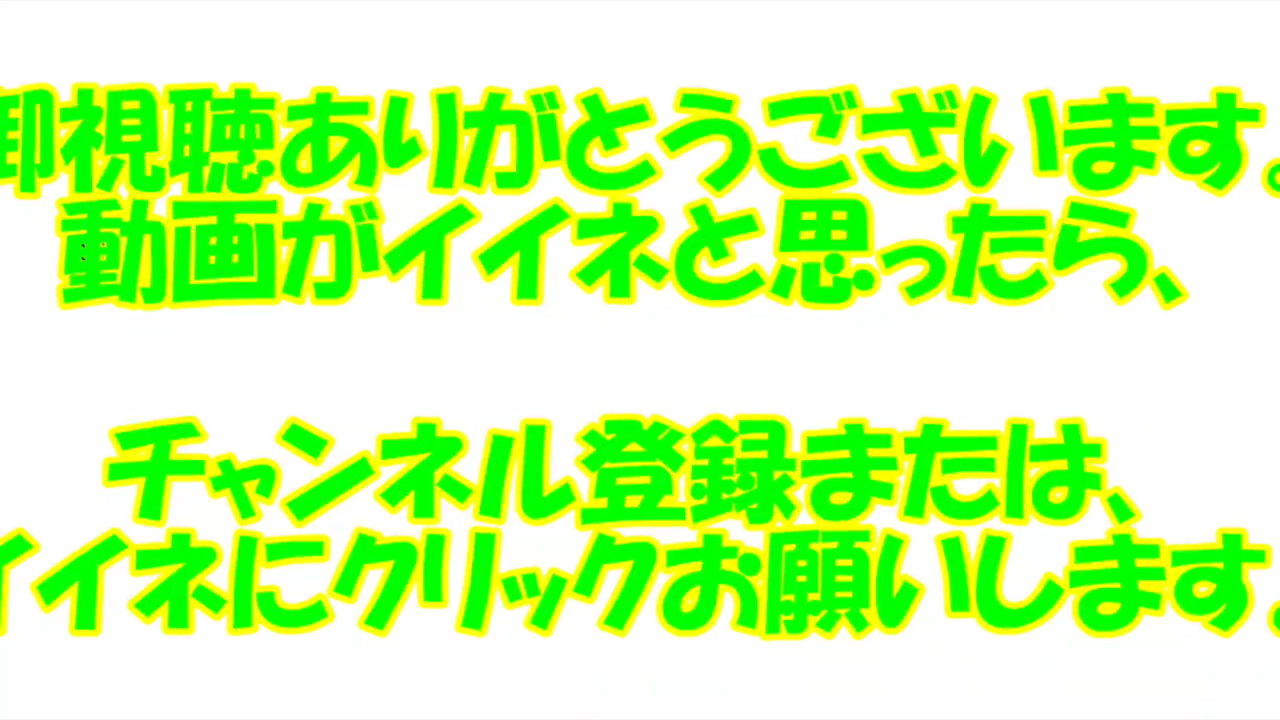 御視聴ありがとうございます。
動画がイイネと思ったら、
チャンネル登録または、
イイネにクリックお願いします。